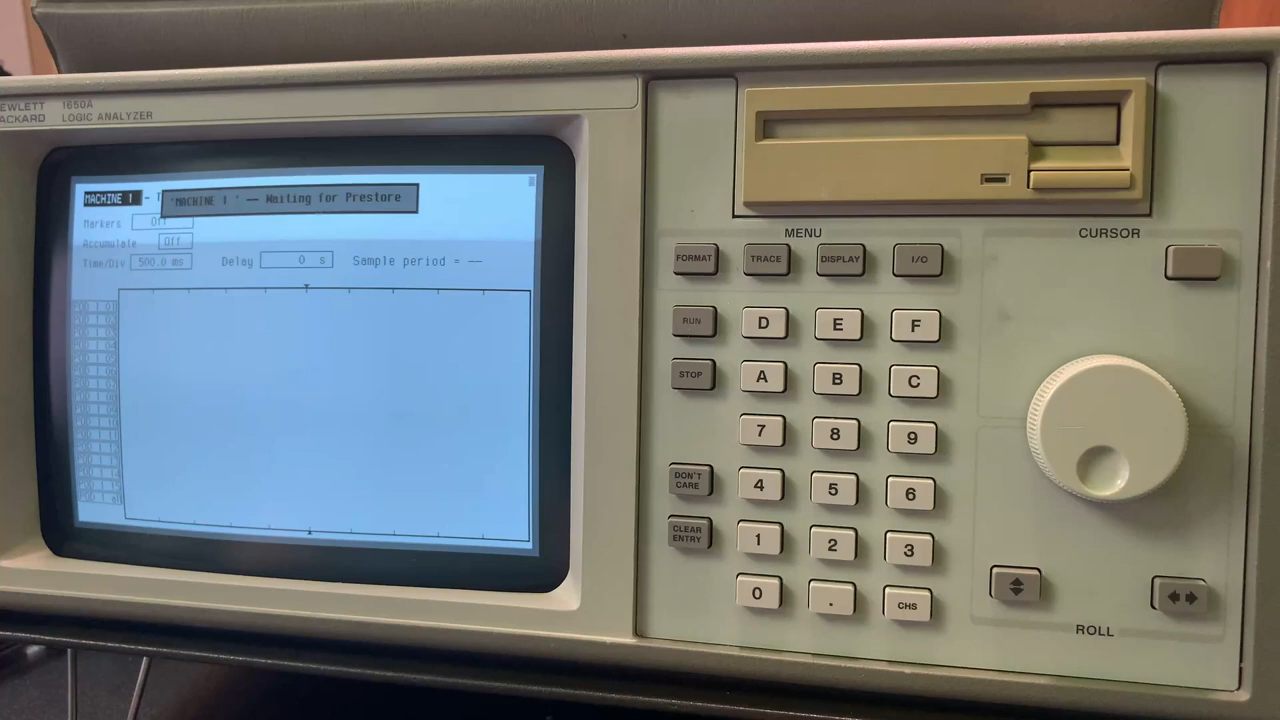 EWLETT 1650A
ACKARD LOGIC ANALYZER
MACHINE 1 - T 'MACHINE 1 ' -- Waiting for Prestore
Markers Off
Accumulate Off
Time/Div 500.0 ms Delay 0 s Sample period = --
MENU
CURSOR
FORMAT TRACE DISPLAY I/O
RUN D E F
STOP A B C
7 8 9
DON'T CARE 4 5 6
CLEAR ENTRY 1 2 3
0 . CHS
ROLL